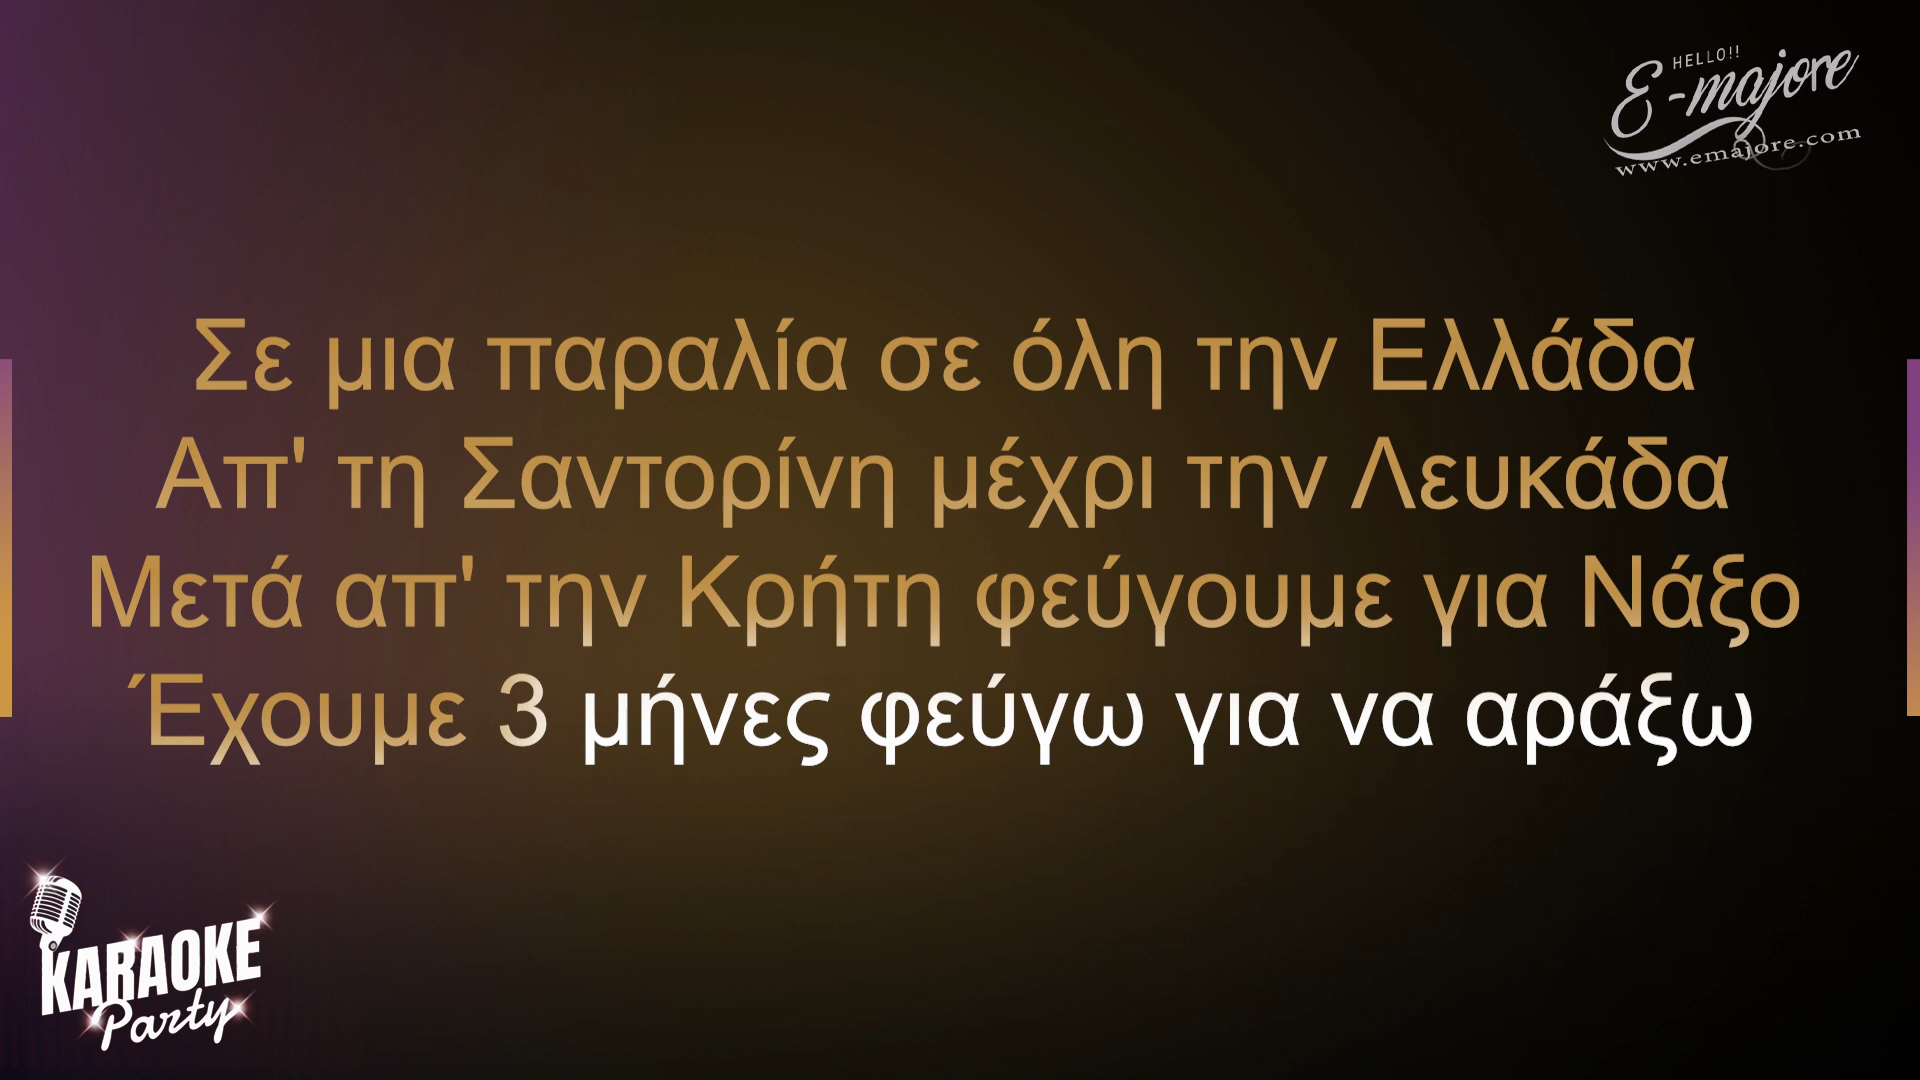 HELLO!!
E-majore
www.emajore.com
Σε μια παραλία σε όλη την Ελλάδα
Απ' τη Σαντορίνη μέχρι την Λευκάδα
Μετά απ' την Κρήτη φεύγουμε για Νάξο
Έχουμε 3 μήνες φεύγω για να αράξω
KARAOKE
Party